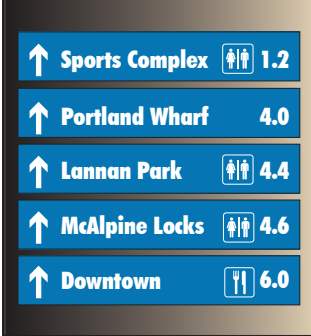 Sports Complex 1.2
Portland Wharf 4.0
Lannan Park 4.4
McAlpine Locks 4.6
Downtown 6.0